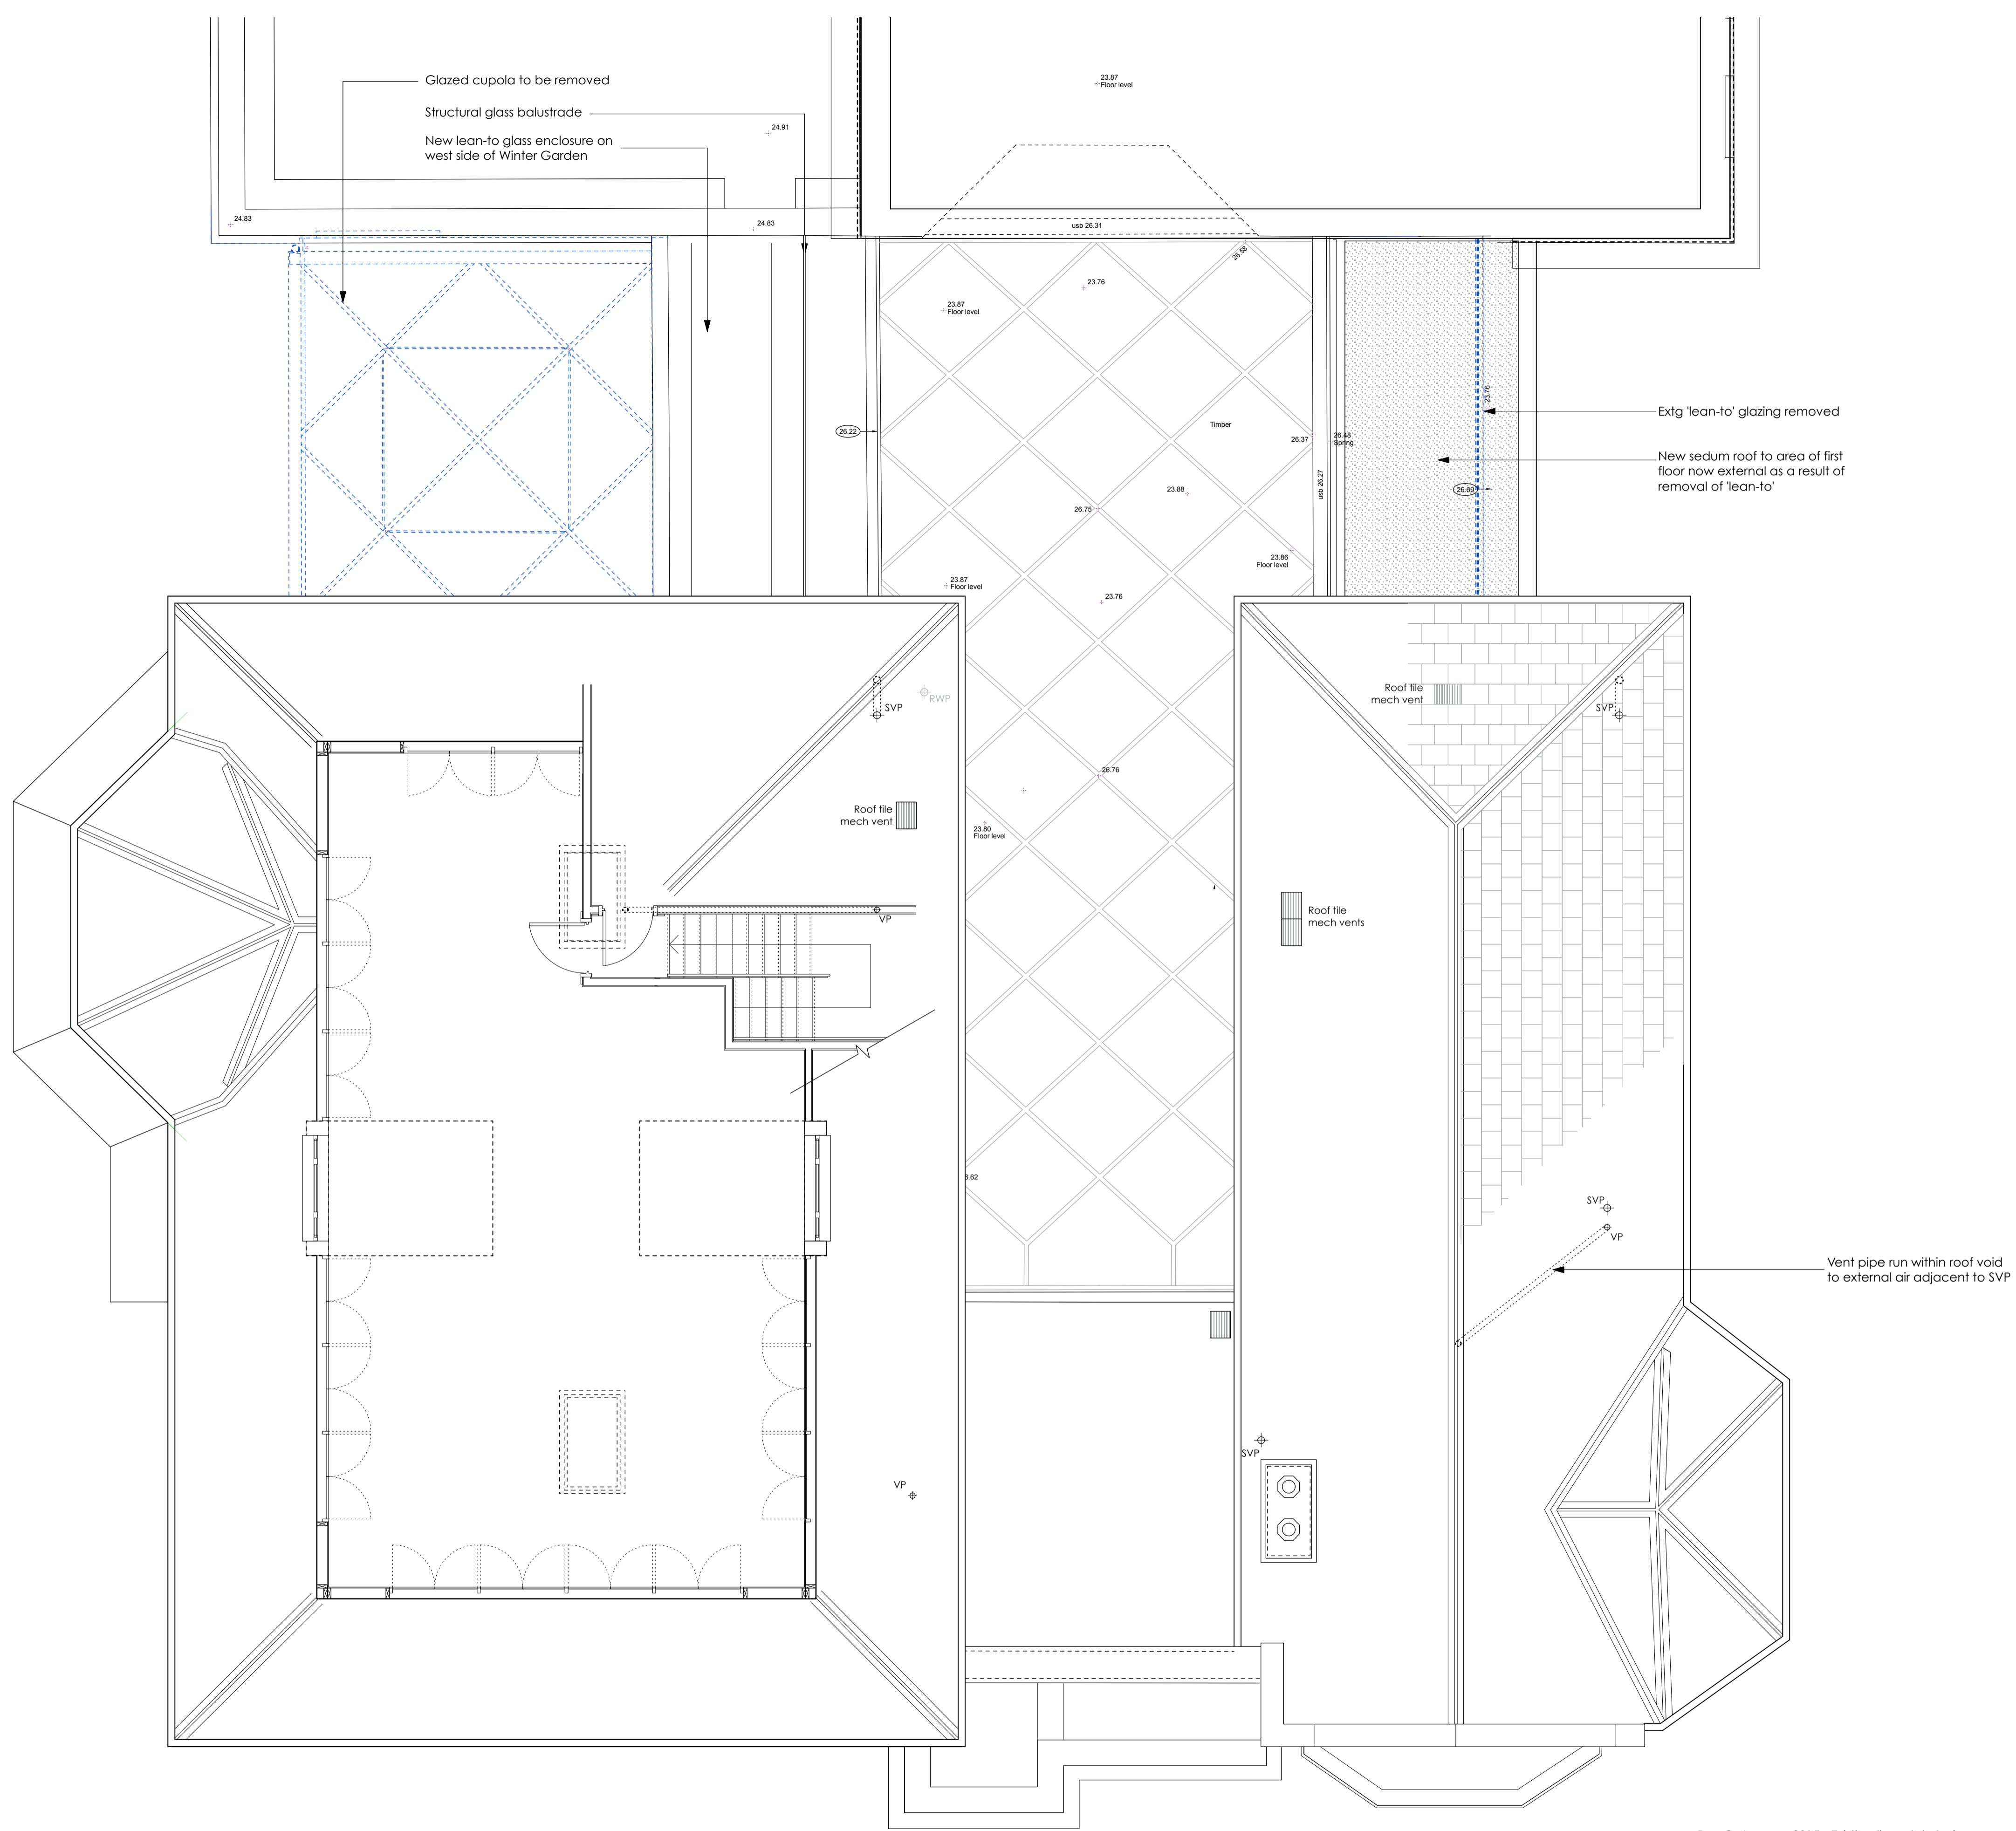 Glazed cupola to be removed
Structural glass balustrade
New lean-to glass enclosure on
west side of Winter Garden
23.87
Floor level
24.91
24.83
24.83
usb 26.31
26.58
23.76
23.87
Floor level
23.76
Extg 'lean-to' glazing removed
Timber
26.22
26.37
26.48
Spring
New sedum roof to area of first
floor now external as a result of
removal of 'lean-to'
usb 26.27
26.69
23.88
26.75
23.86
Floor level
23.87
Floor level
23.76
RWP
SVP
Roof tile
mech vent
SVP
26.76
Roof tile
mech vent
23.80
Floor level
VP
Roof tile
mech vents
6.62
SVP
VP
Vent pipe run within roof void
to external air adjacent to SVP
SVP
VP